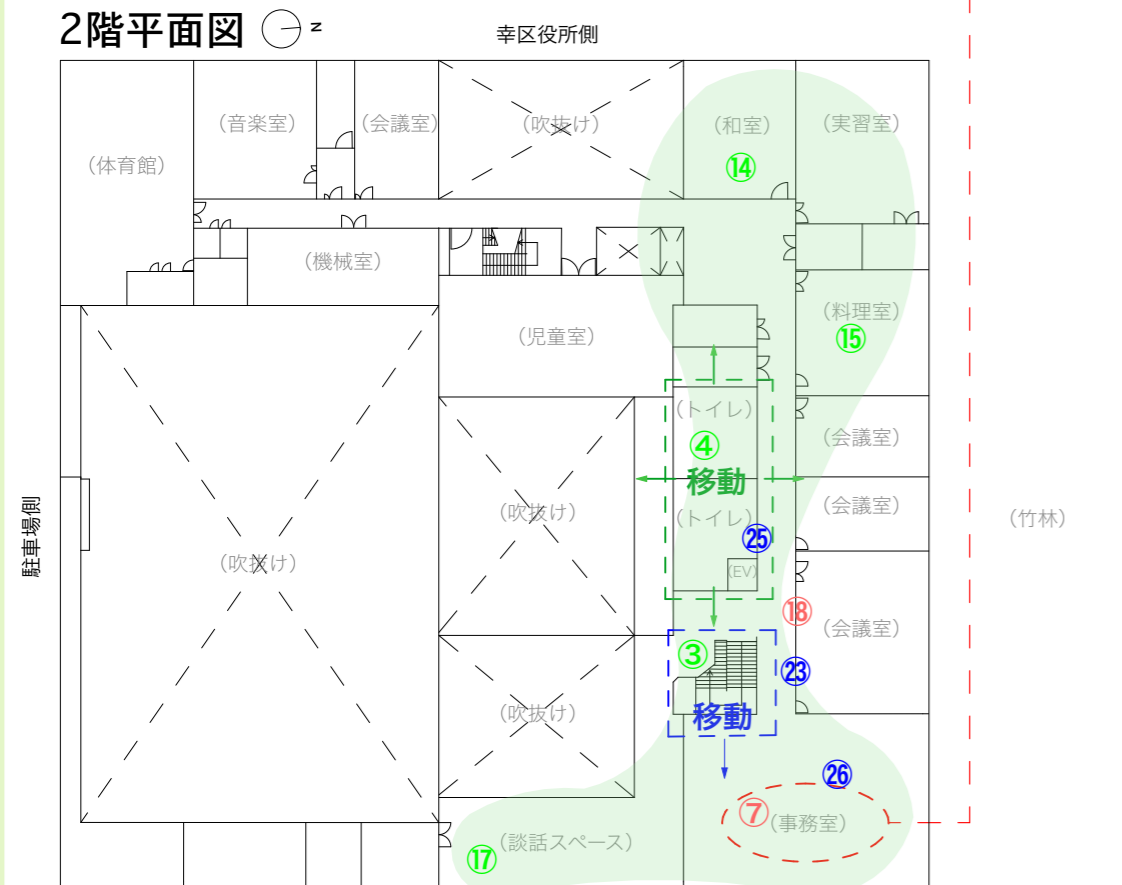 2階平面図
N
幸区役所側
(音楽室)
(会議室)
(吹抜け)
(和室)
(実習室)
(体育館)
⑭
(機械室)
(料理室)
(児童室)
⑮
(トイレ)
(会議室)
④
移動
(会議室)
(吹抜け)
(トイレ)
㉕
(竹林)
駐車場側
(吹抜け)
(EV)
⑱
(会議室)
③
㉓
(吹抜け)
移動
㉖
⑦
(事務室)
(談話スペース)
⑰